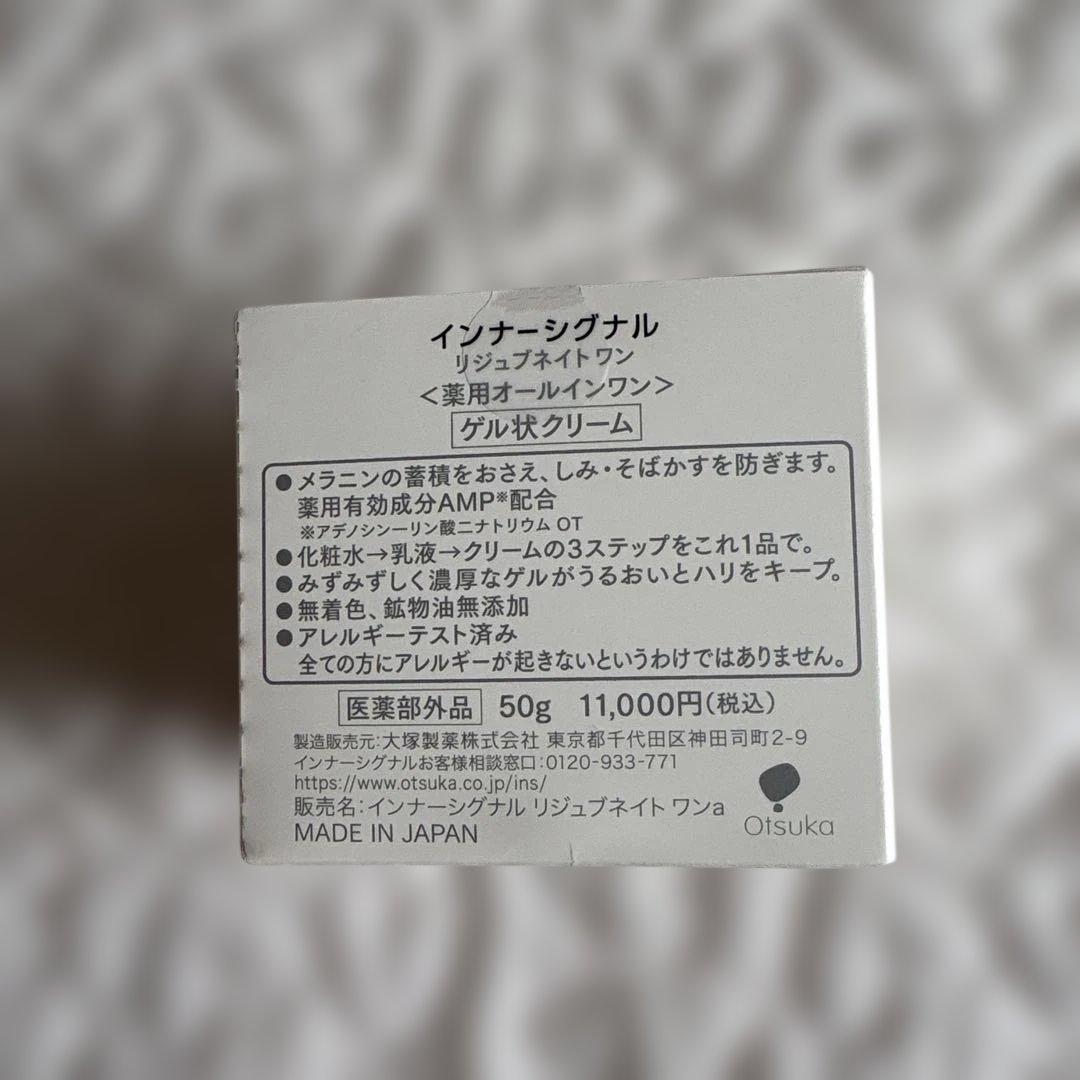 インナーシグナル
リジュブネイト ワン
＜薬用オールインワン＞
ゲル状クリーム
●メラニンの蓄積をおさえ、しみ・そばかすを防ぎます。
薬用有効成分AMP※配合
※アデノシン一リン酸二ナトリウム OT
●化粧水→乳液→クリームの3ステップをこれ1品で。
●みずみずしく濃厚なゲルがうるおいとハリをキープ。
●無着色、鉱物油無添加
●アレルギーテスト済み
全ての方にアレルギーが起きないというわけではありません。
医薬部外品 50g 11,000円(税込)
製造販売元:大塚製薬株式会社 東京都千代田区神田司町2-9
インナーシグナルお客様相談窓口:0120-933-771
https://www.otsuka.co.jp/ins/
販売名:インナーシグナル リジュブネイト ワンa
MADE IN JAPAN
Otsuka